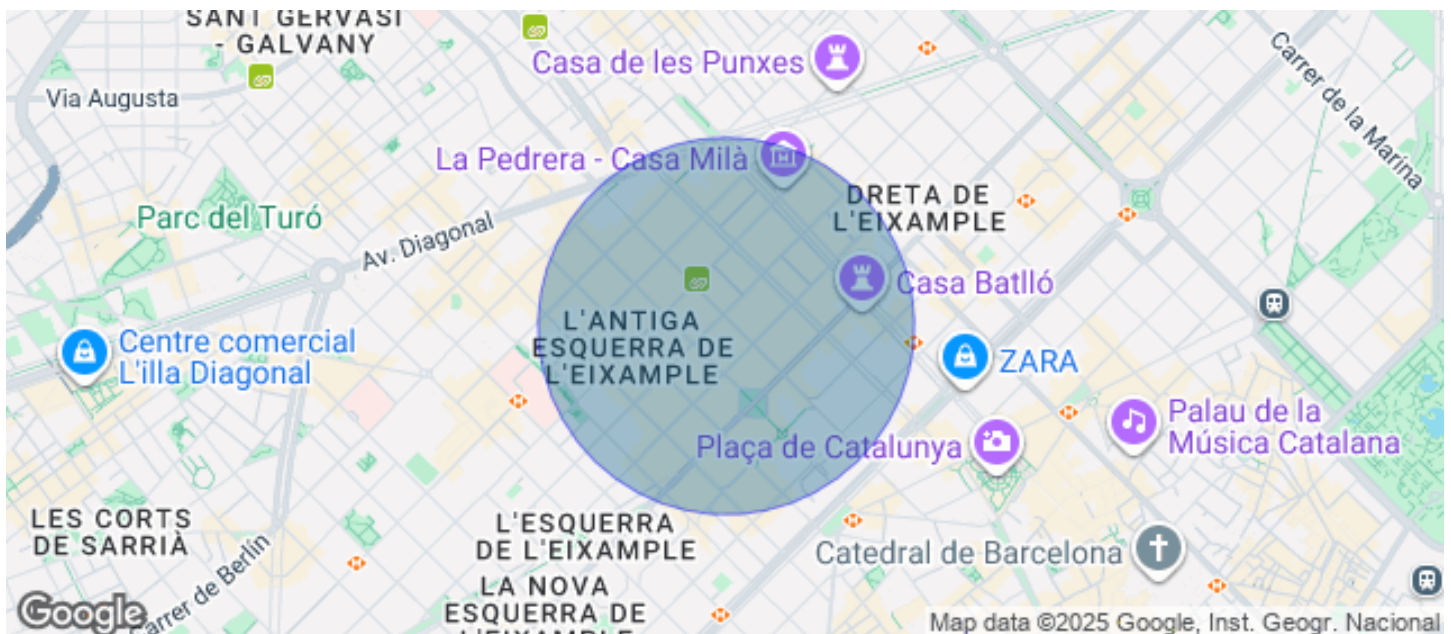 SANT GERVASI
- GALVANY
Casa de les Punxes
Carrer de la Marina
Via Augusta
La Pedrera - Casa Milà
DRETA DE
L'EIXAMPLE
Parc del Turó
Av. Diagonal
Casa Batlló
L'ANTIGA
ESQUERRA DE
L'EIXAMPLE
Centre comercial
L'illa Diagonal
ZARA
Plaça de Catalunya
Palau de la
Música Catalana
LES CORTS
DE SARRIÀ
L'ESQUERRA
DE L'EIXAMPLE
Catedral de Barcelona
Carrer de Berlín
LA NOVA
ESQUERRA DE
L'EIXAMPLE
Google
Map data ©2025 Google, Inst. Geogr. Nacional